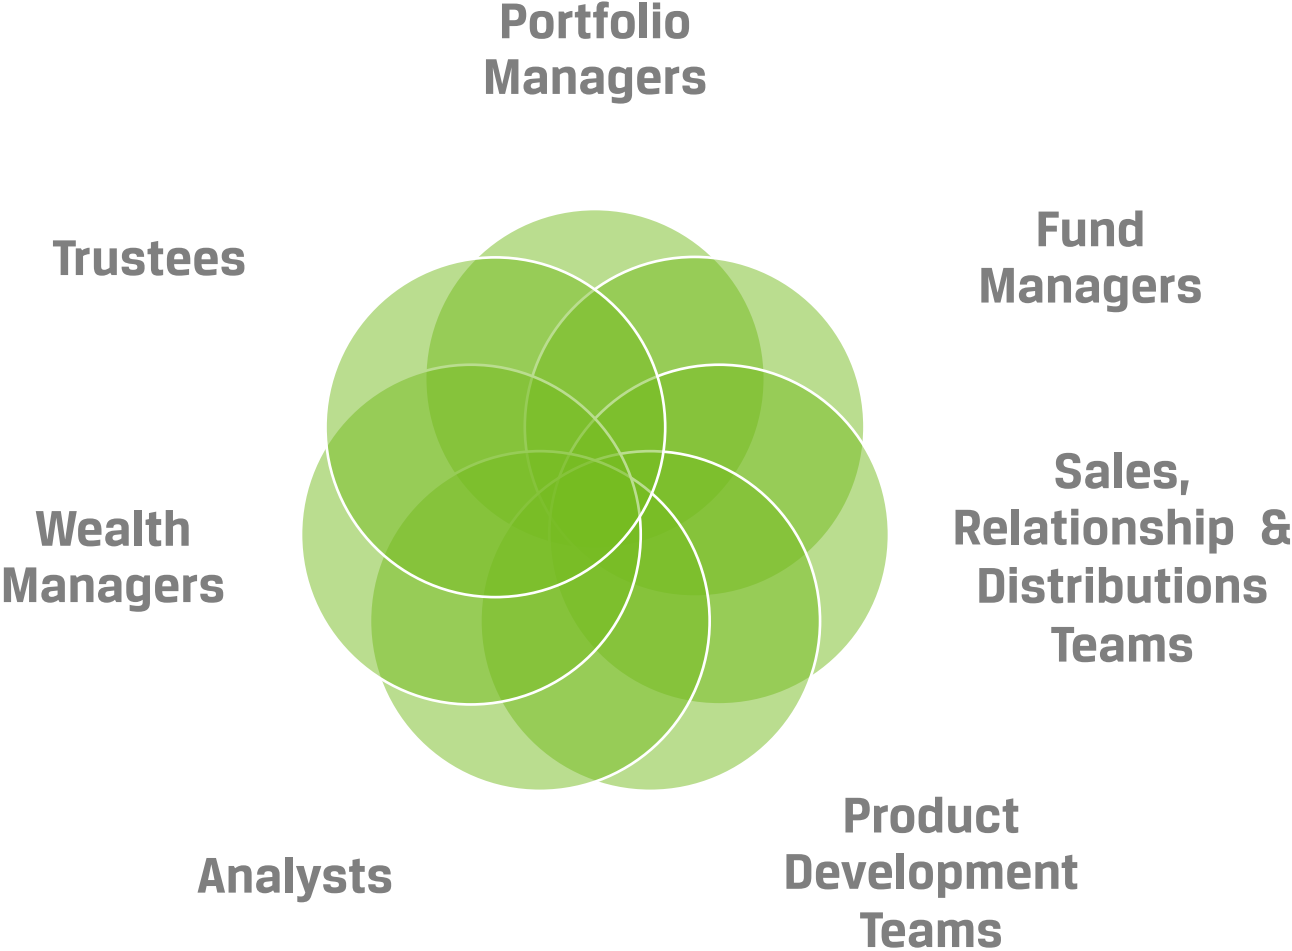 Portfolio
Managers
Fund
Managers
Sales,
Relationship &
Distributions
Teams
Product
Development
Teams
Analysts
Wealth
Managers
Trustees